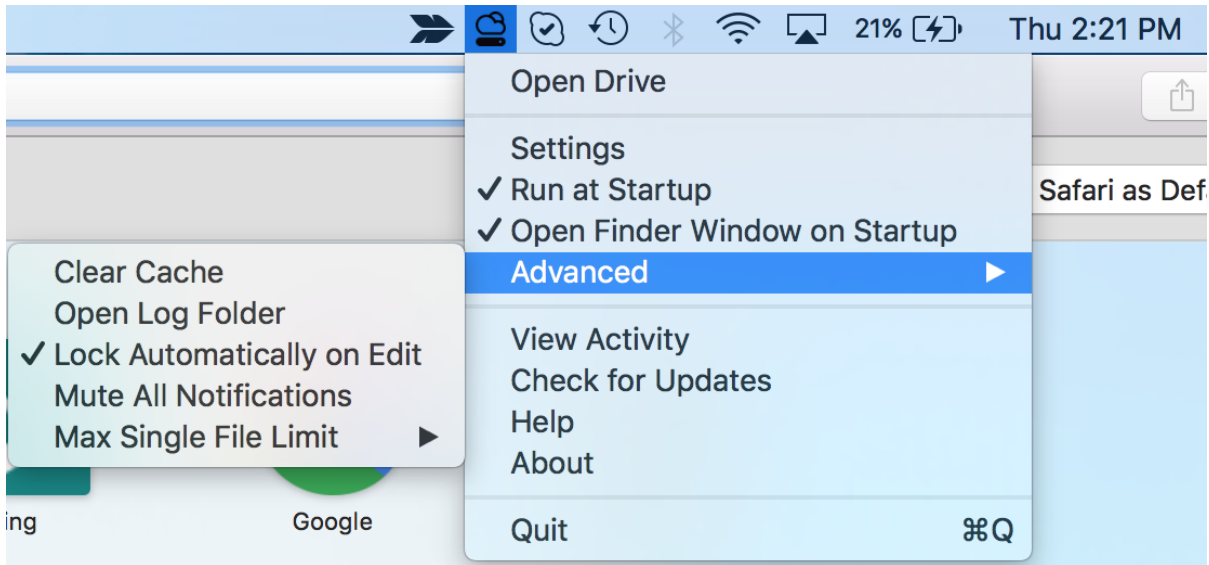 21% Thu 2:21 PM
Open Drive
Settings
✓ Run at Startup
✓ Open Finder Window on Startup
Advanced ▶
View Activity
Check for Updates
Help
About
Quit ⌘Q
Clear Cache
Open Log Folder
✓ Lock Automatically on Edit
Mute All Notifications
Max Single File Limit ▶
Safari as Def
ing
Google